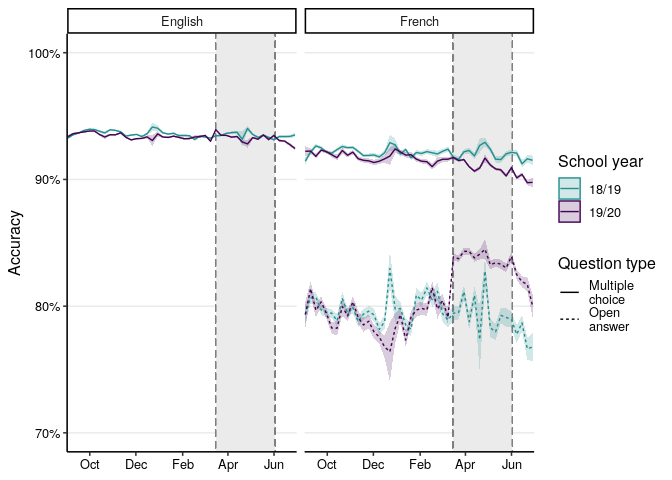 English French
100%
90%
80%
70%
Accuracy
Oct Dec Feb Apr Jun Oct Dec Feb Apr Jun
School year
18/19
19/20
Question type
Multiple
choice
Open
answer